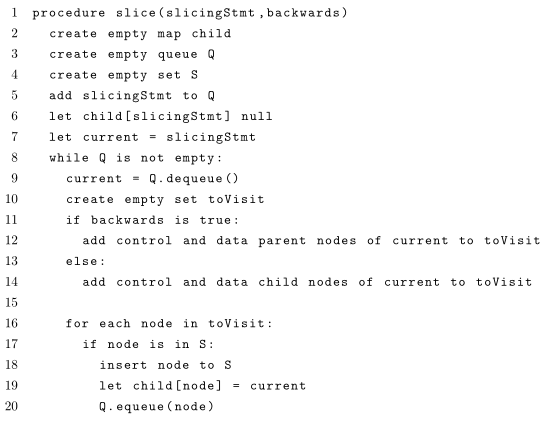 1 procedure slice(slicingStmt,backwards)
2 create empty map child
3 create empty queue Q
4 create empty set S
5 add slicingStmt to Q
6 let child[slicingStmt] null
7 let current = slicingStmt
8 while Q is not empty:
9 current = Q.dequeue()
10 create empty set toVisit
11 if backwards is true:
12 add control and data parent nodes of current to toVisit
13 else:
14 add control and data child nodes of current to toVisit
15
16 for each node in toVisit:
17 if node is in S:
18 insert node to S
19 let child[node] = current
20 Q.equeue(node)